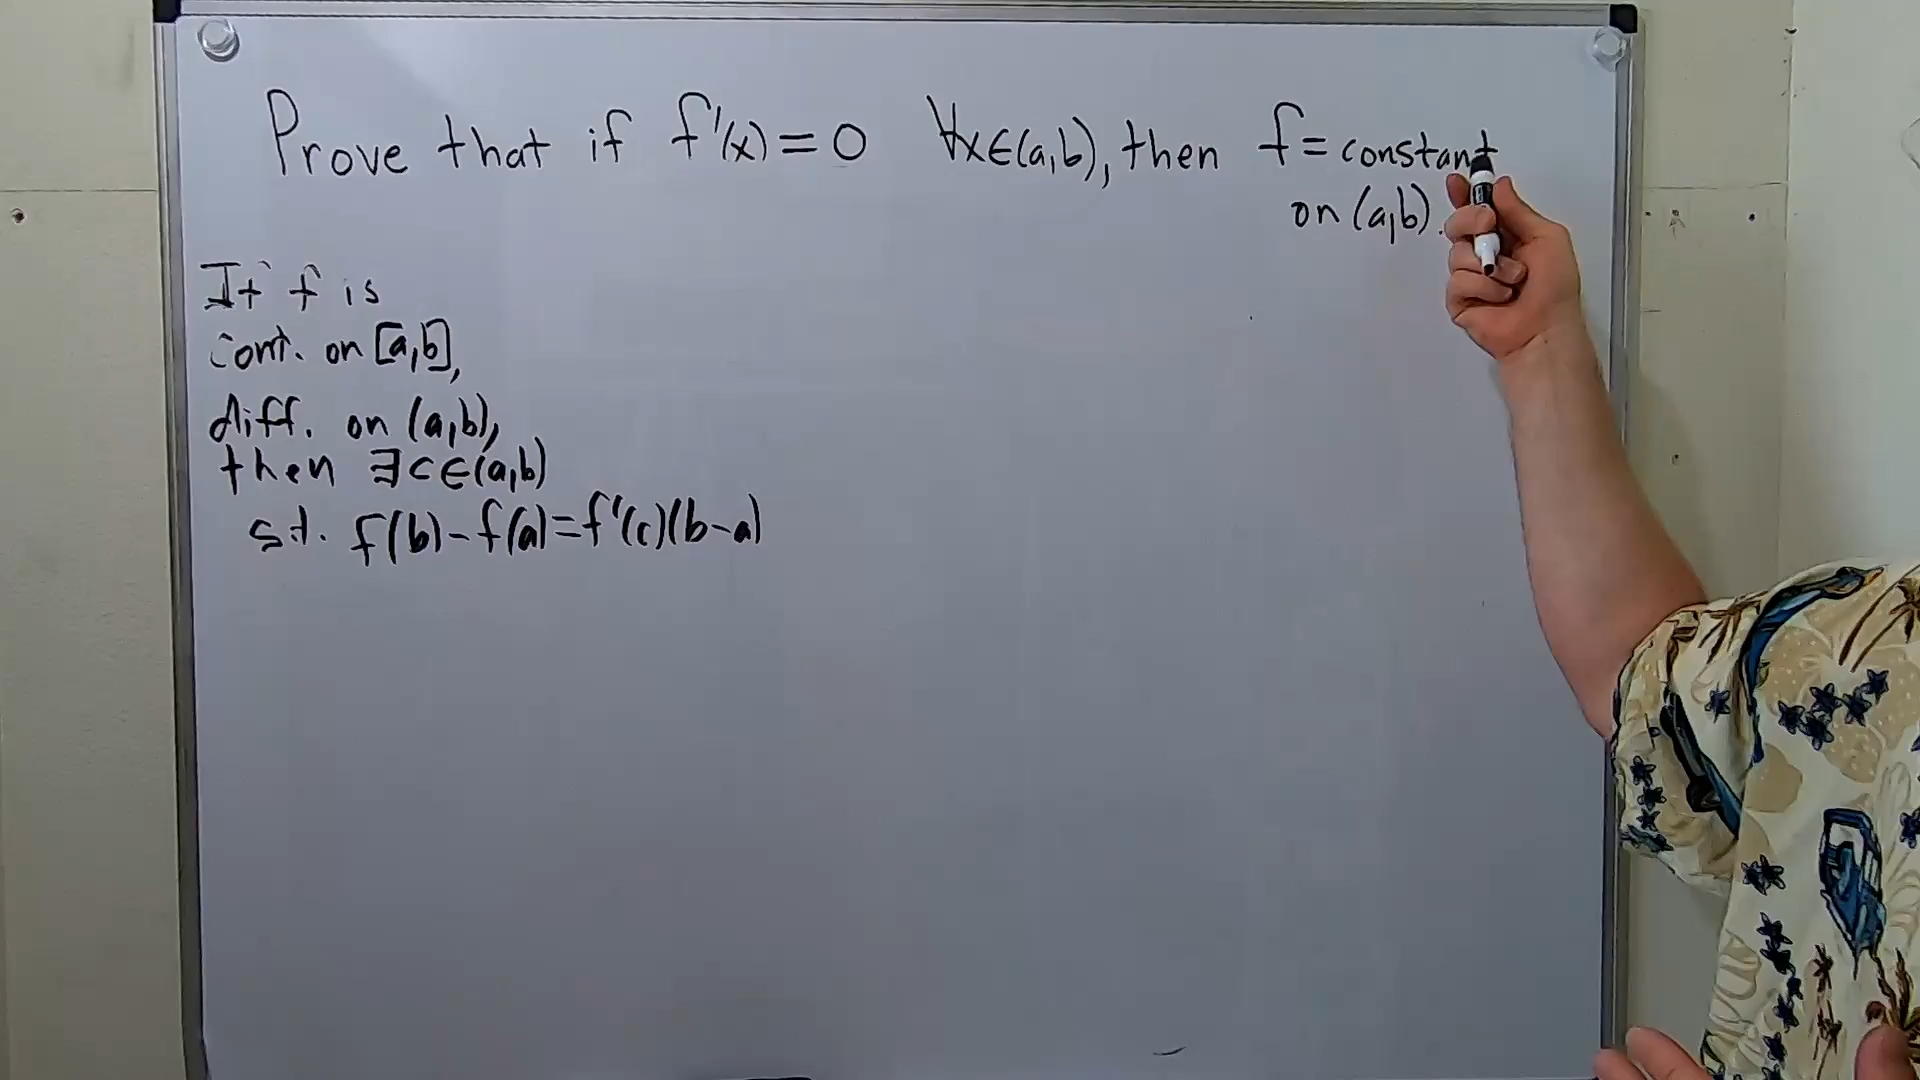 Prove that if f'(x) = 0 ∀x∈(a,b), then f = constant
on (a,b).
If f is
cont. on [a,b],
diff. on (a,b),
then ∃c∈(a,b)
s.t. f(b)-f(a)=f'(c)(b-a)